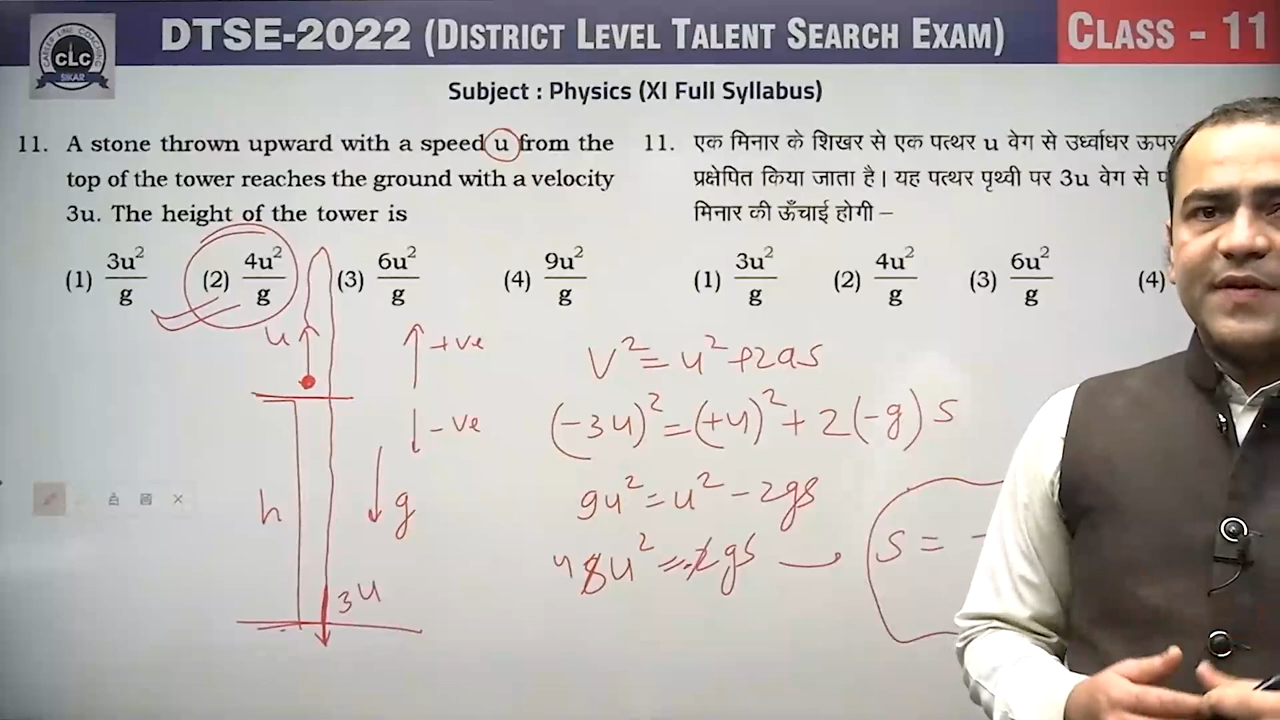 DTSE-2022 (DISTRICT LEVEL TALENT SEARCH EXAM)
CLASS - 11
CAREER LINE COACHING
CLC
SIKAR
Subject : Physics (XI Full Syllabus)
11. A stone thrown upward with a speed u from the
top of the tower reaches the ground with a velocity
3u. The height of the tower is
(1) 3u²/g (2) 4u²/g (3) 6u²/g (4) 9u²/g
11. एक मिनार के शिखर से एक पत्थर u वेग से उर्ध्वाधर ऊपर
प्रक्षेपित किया जाता है। यह पत्थर पृथ्वी पर 3u वेग से
मिनार की ऊँचाई होगी –
(1) 3u²/g (2) 4u²/g (3) 6u²/g (4)
u
+ve
-ve
g
h
3u
v² = u² + 2as
(-3u)² = (+u)² + 2(-g)s
9u² = u² - 2gs
4 8u² = -2gs
s = -